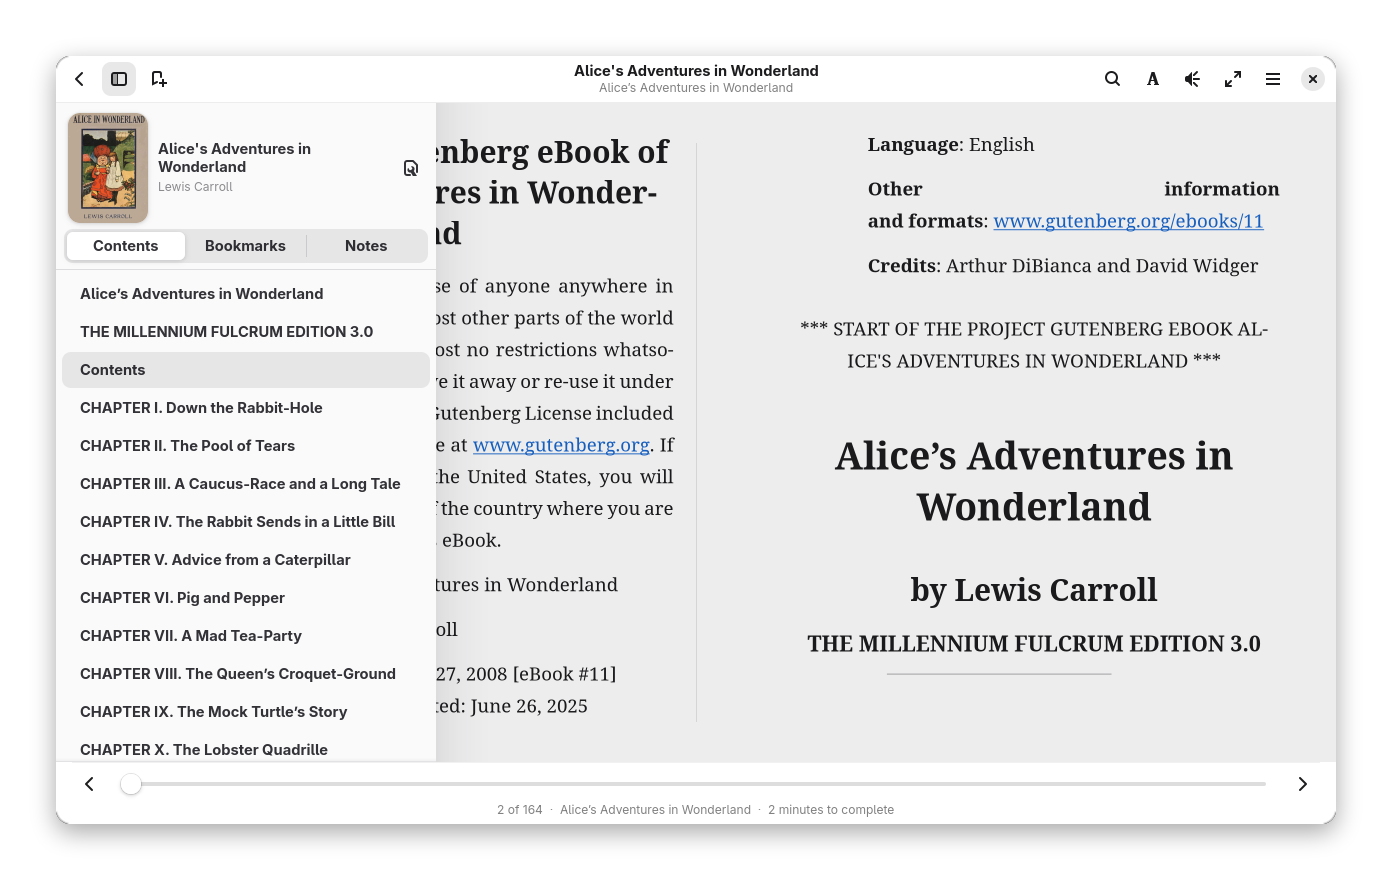 Alice's Adventures in Wonderland
Alice's Adventures in Wonderland
A
ALICE IN WONDERLAND
LEWIS CARROLL
Alice's Adventures in
Wonderland
Lewis Carroll
Contents
Bookmarks
Notes
Alice’s Adventures in Wonderland
THE MILLENNIUM FULCRUM EDITION 3.0
Contents
CHAPTER I. Down the Rabbit-Hole
CHAPTER II. The Pool of Tears
CHAPTER III. A Caucus-Race and a Long Tale
CHAPTER IV. The Rabbit Sends in a Little Bill
CHAPTER V. Advice from a Caterpillar
CHAPTER VI. Pig and Pepper
CHAPTER VII. A Mad Tea-Party
CHAPTER VIII. The Queen’s Croquet-Ground
CHAPTER IX. The Mock Turtle’s Story
CHAPTER X. The Lobster Quadrille
enberg eBook of
res in Wonder-
nd
se of anyone anywhere in
ost other parts of the world
ost no restrictions whatso-
e it away or re-use it under
Gutenberg License included
e at www.gutenberg.org. If
the United States, you will
f the country where you are
eBook.
tures in Wonderland
oll
27, 2008 [eBook #11]
ted: June 26, 2025
Language: English
Other information
and formats: www.gutenberg.org/ebooks/11
Credits: Arthur DiBianca and David Widger
*** START OF THE PROJECT GUTENBERG EBOOK AL-
ICE'S ADVENTURES IN WONDERLAND ***
Alice’s Adventures in
Wonderland
by Lewis Carroll
THE MILLENNIUM FULCRUM EDITION 3.0
2 of 164 · Alice’s Adventures in Wonderland · 2 minutes to complete